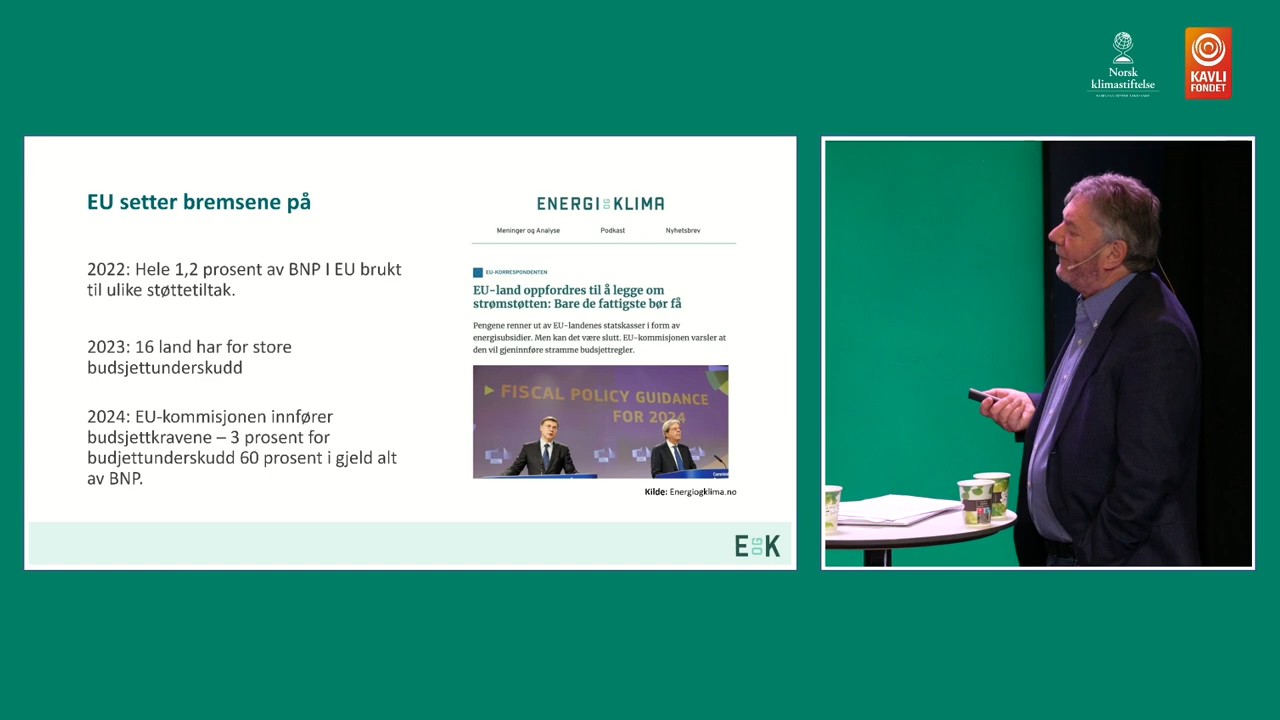 Norsk
klimastiftelse
KAVLI
FONDET
EU setter bremsene på
2022: Hele 1,2 prosent av BNP I EU brukt
til ulike støttetiltak.
2023: 16 land har for store
budsjettunderskudd
2024: EU-kommisjonen innfører
budsjettkravene – 3 prosent for
budjettunderskudd 60 prosent i gjeld alt
av BNP.
ENERGI OG KLIMA
Meninger og Analyse Podkast Nyhetsbrev
EU-KORRESPONDENTEN
EU-land oppfordres til å legge om
strømstøtten: Bare de fattigste bør få
Pengene renner ut av EU-landenes statskasser i form av
energisubsidier. Men kan det være slutt. EU-kommisjonen varsler at
den vil gjeninnføre stramme budsjettregler.
FISCAL POLICY GUIDANCE
FOR 2024
Kilde: Energiogklima.no
E OG K